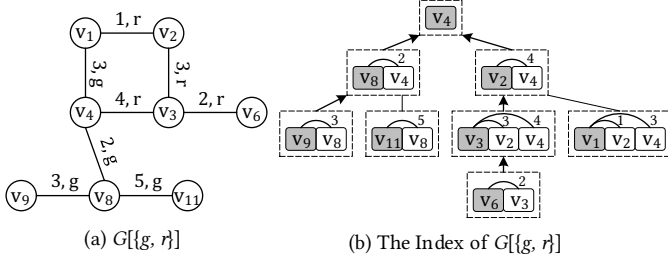 v₁ 1, r v₂
3, g 3, r
v₄ 4, r v₃ 2, r v₆
2, g
v₉ 3, g v₈ 5, g v₁₁
(a) G[{g, r}]
v₄
2 4
v₈ v₄ v₂ v₄
3 5 3 4 1 3
v₉ v₈ v₁₁ v₈ v₃ v₂ v₄ v₁ v₂ v₄
2
v₆ v₃
(b) The Index of G[{g, r}]